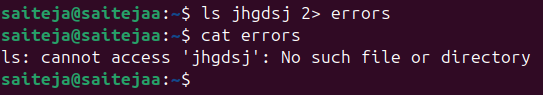 saiteja@saitejaa:~$ ls jhgdsj 2> errors
saiteja@saitejaa:~$ cat errors
ls: cannot access 'jhgdsj': No such file or directory
saiteja@saitejaa:~$